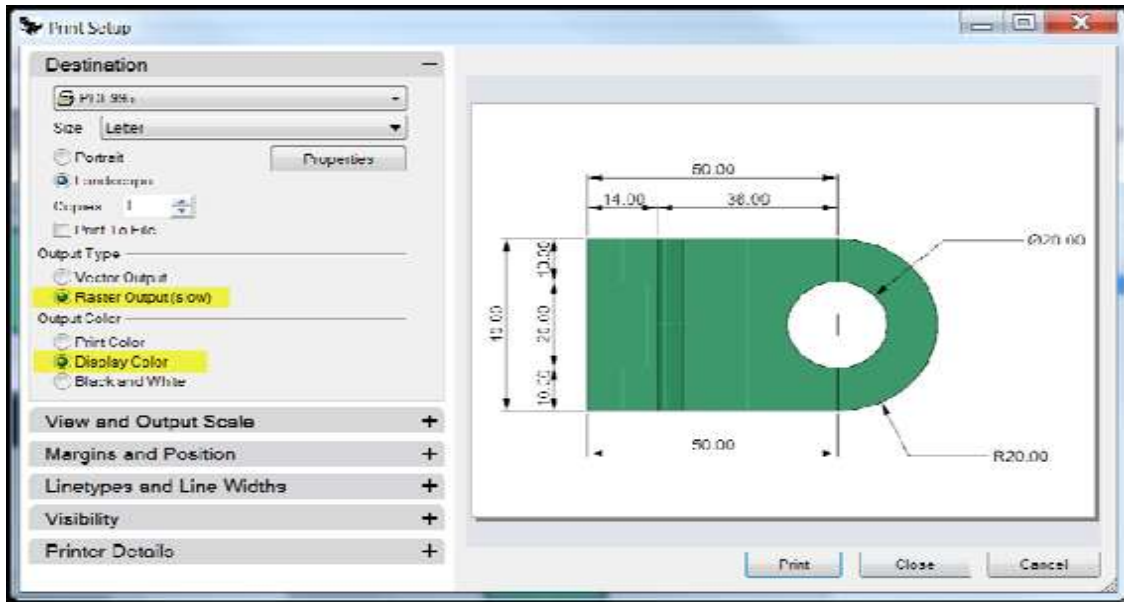 Print Setup
Destination
Size Letter
Portrait
Properties
Landscape
Copies 1
Print To File
Output Type
Vector Output
Raster Output (slow)
Output Color
Print Color
Display Color
Black and White
View and Output Scale
Margins and Position
Linetypes and Line Widths
Visibility
Printer Details
50.00
14.00 36.00
Ø20.00
10.00
20.00
10.00
50.00
R20.00
Print Close Cancel